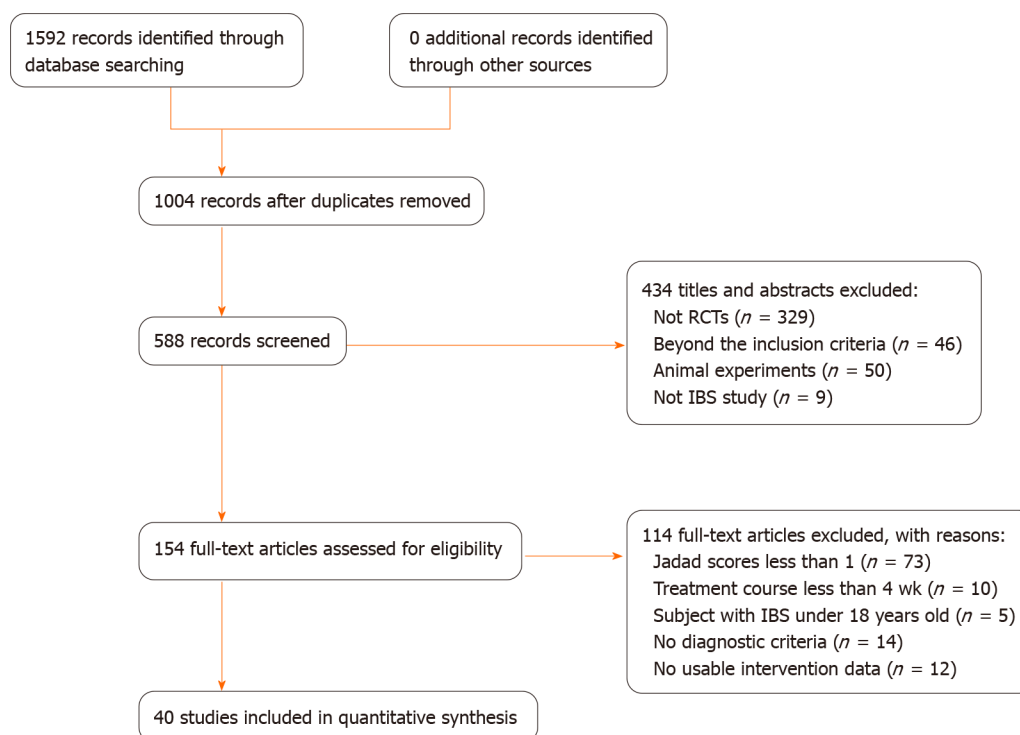 1592 records identified through
database searching
0 additional records identified
through other sources
1004 records after duplicates removed
588 records screened
434 titles and abstracts excluded:
Not RCTs (n = 329)
Beyond the inclusion criteria (n = 46)
Animal experiments (n = 50)
Not IBS study (n = 9)
154 full-text articles assessed for eligibility
114 full-text articles excluded, with reasons:
Jadad scores less than 1 (n = 73)
Treatment course less than 4 wk (n = 10)
Subject with IBS under 18 years old (n = 5)
No diagnostic criteria (n = 14)
No usable intervention data (n = 12)
40 studies included in quantitative synthesis